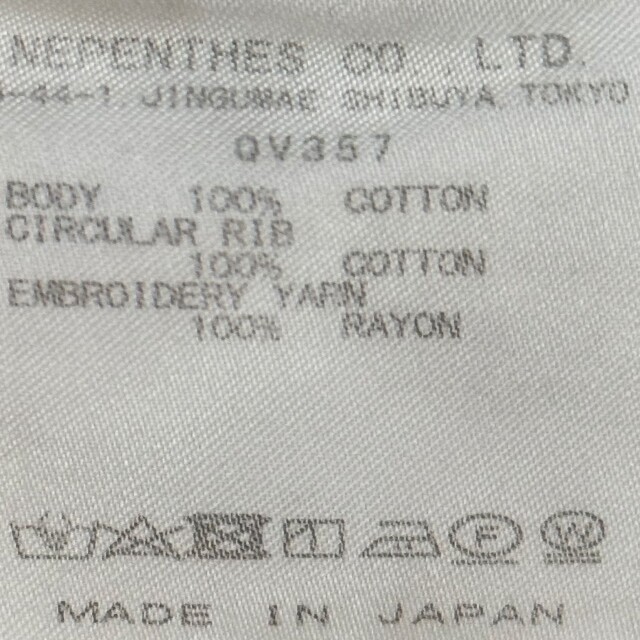 NEPENTHES CO., LTD.
-44-1, JINGUMAE SHIBUYA TOKYO
QV357
BODY 100% COTTON
CIRCULAR RIB
100% COTTON
EMBROIDERY YARN
100% RAYON
F W
MADE IN JAPAN